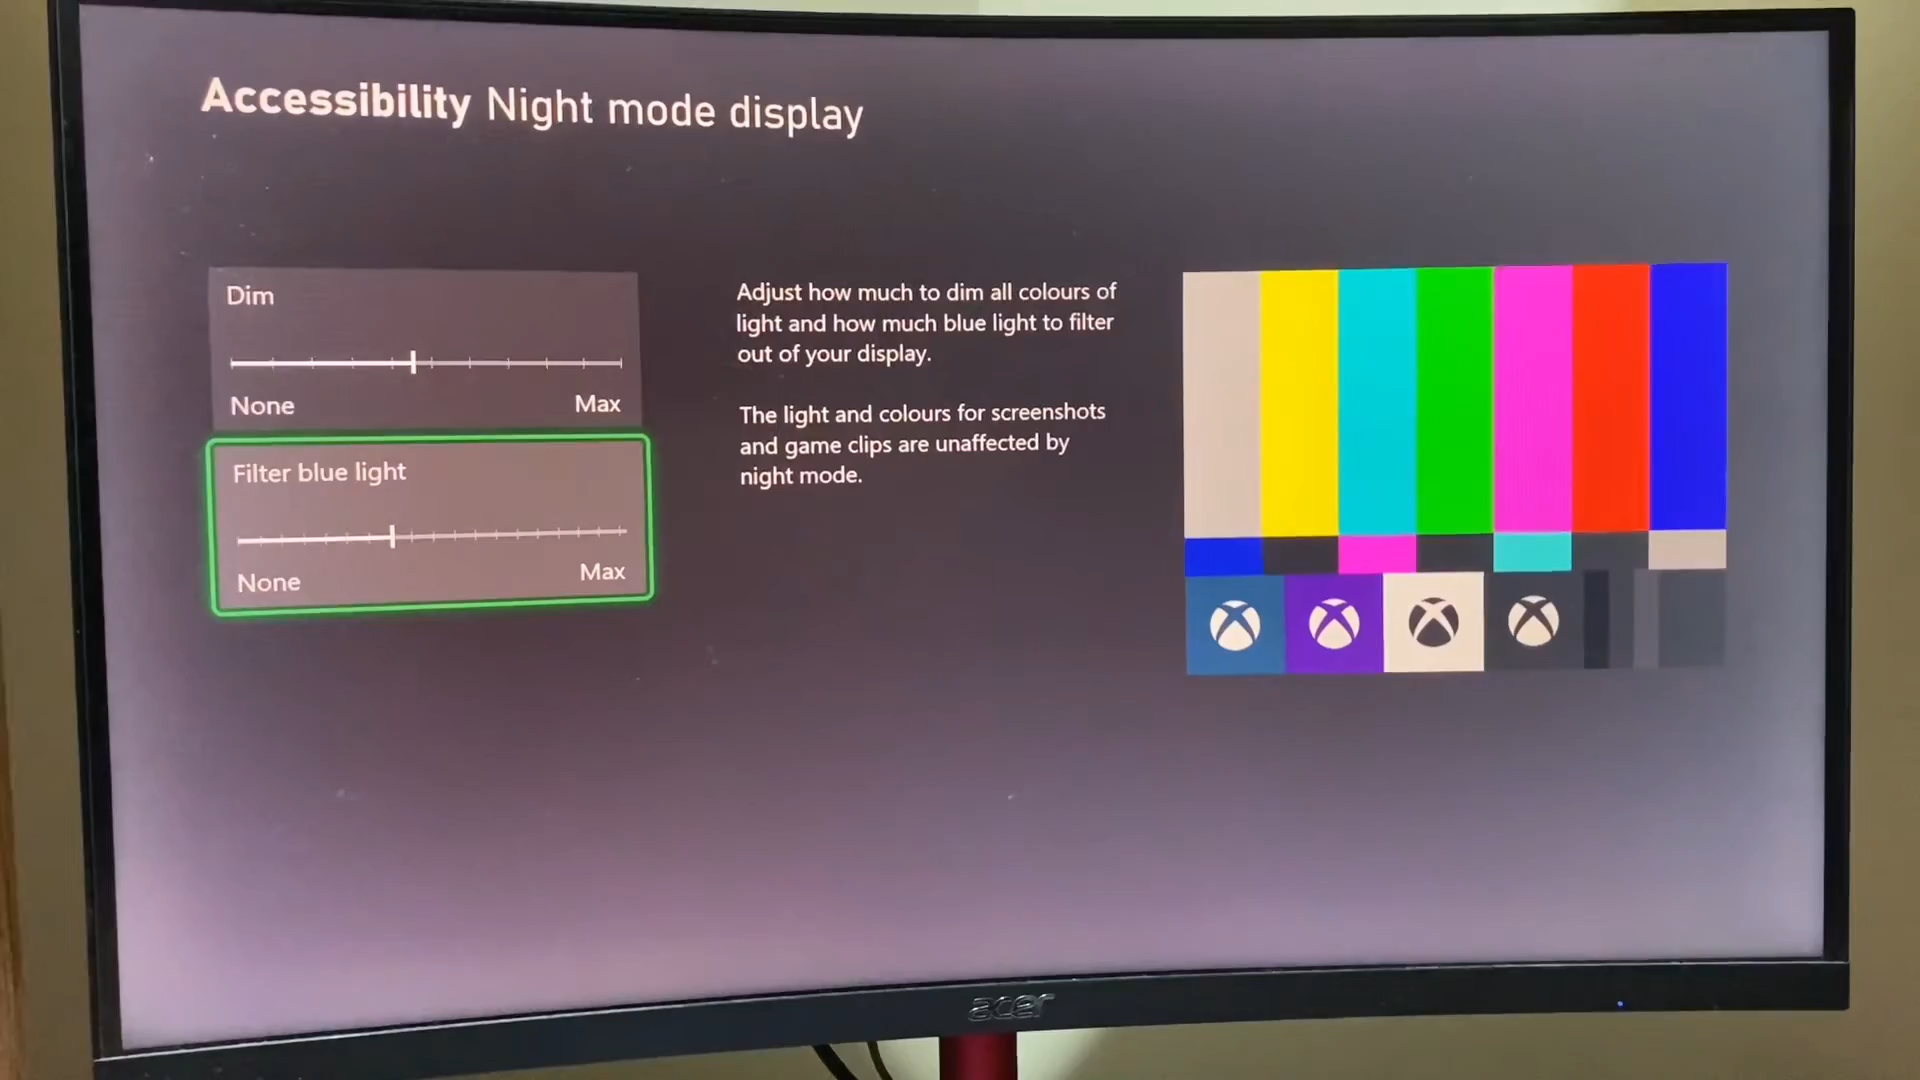 Accessibility Night mode display
Dim
None Max
Filter blue light
None Max
Adjust how much to dim all colours of
light and how much blue light to filter
out of your display.
The light and colours for screenshots
and game clips are unaffected by
night mode.
acer